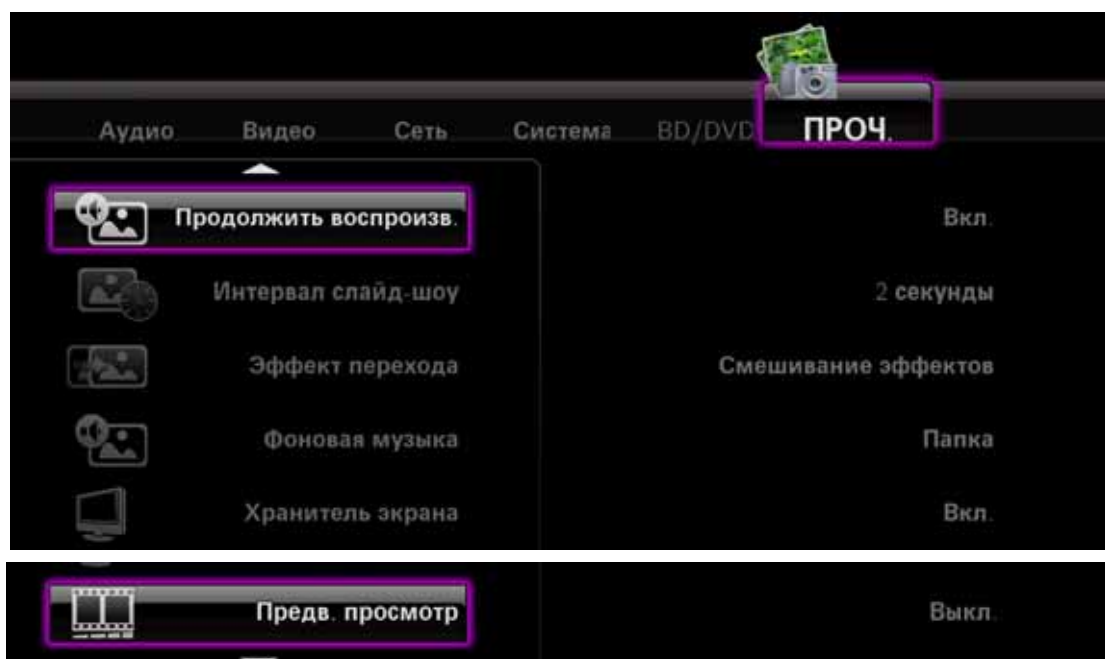 Аудио Видео Сеть Система BD/DVD ПРОЧ.
Продолжить воспроизв. Вкл.
Интервал слайд-шоу 2 секунды
Эффект перехода Смешивание эффектов
Фоновая музыка Папка
Хранитель экрана Вкл.
Предв. просмотр Выкл.